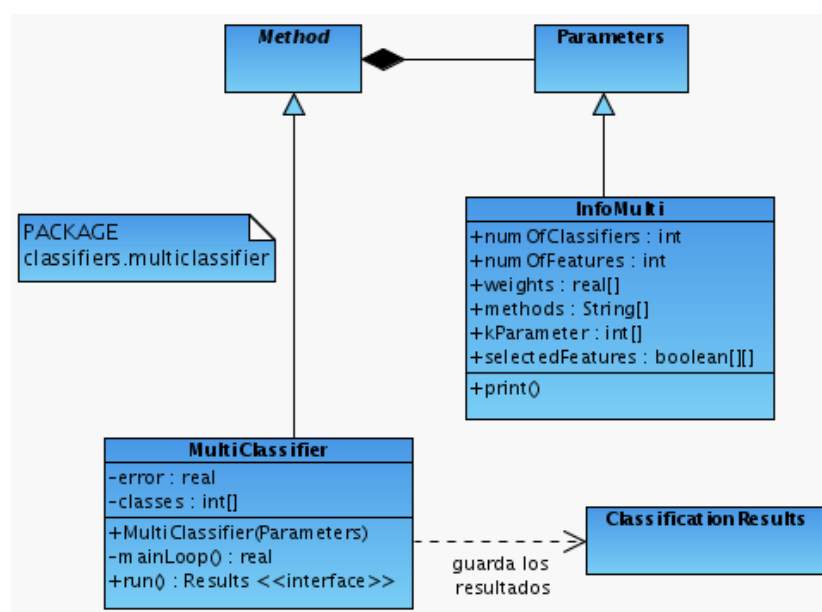 Method
Parameters
PACKAGE
classifiers.multiclassifier
InfoMulti
+numOfClassifiers : int
+numOfFeatures : int
+weights : real[]
+methods : String[]
+kParameter : int[]
+selectedFeatures : boolean[][]
+print()
MultiClassifier
-error : real
-classes : int[]
+MultiClassifier(Parameters)
-mainLoop() : real
+run() : Results <<interface>>
guarda los
resultados
ClassificationResults